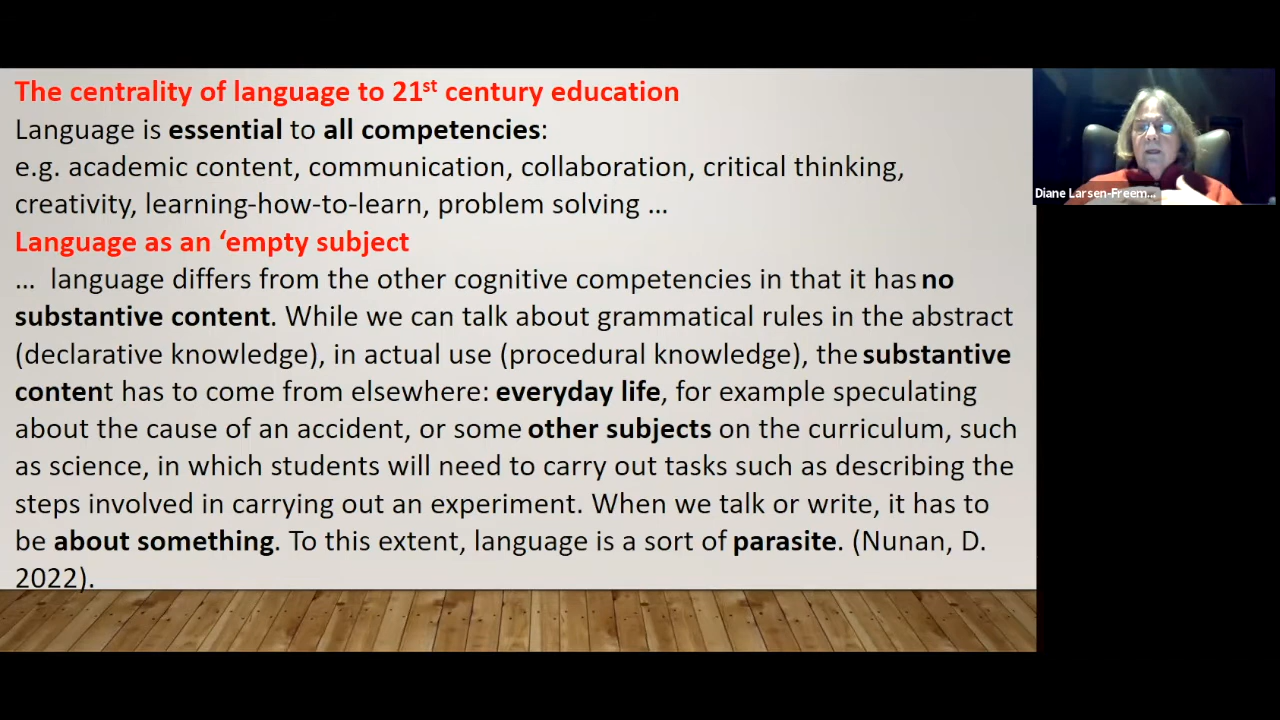 The centrality of language to 21st century education
Language is essential to all competencies:
e.g. academic content, communication, collaboration, critical thinking,
creativity, learning-how-to-learn, problem solving …
Language as an ‘empty subject
… language differs from the other cognitive competencies in that it has no
substantive content. While we can talk about grammatical rules in the abstract
(declarative knowledge), in actual use (procedural knowledge), the substantive
content has to come from elsewhere: everyday life, for example speculating
about the cause of an accident, or some other subjects on the curriculum, such
as science, in which students will need to carry out tasks such as describing the
steps involved in carrying out an experiment. When we talk or write, it has to
be about something. To this extent, language is a sort of parasite. (Nunan, D.
2022).
Diane Larsen-Freem...